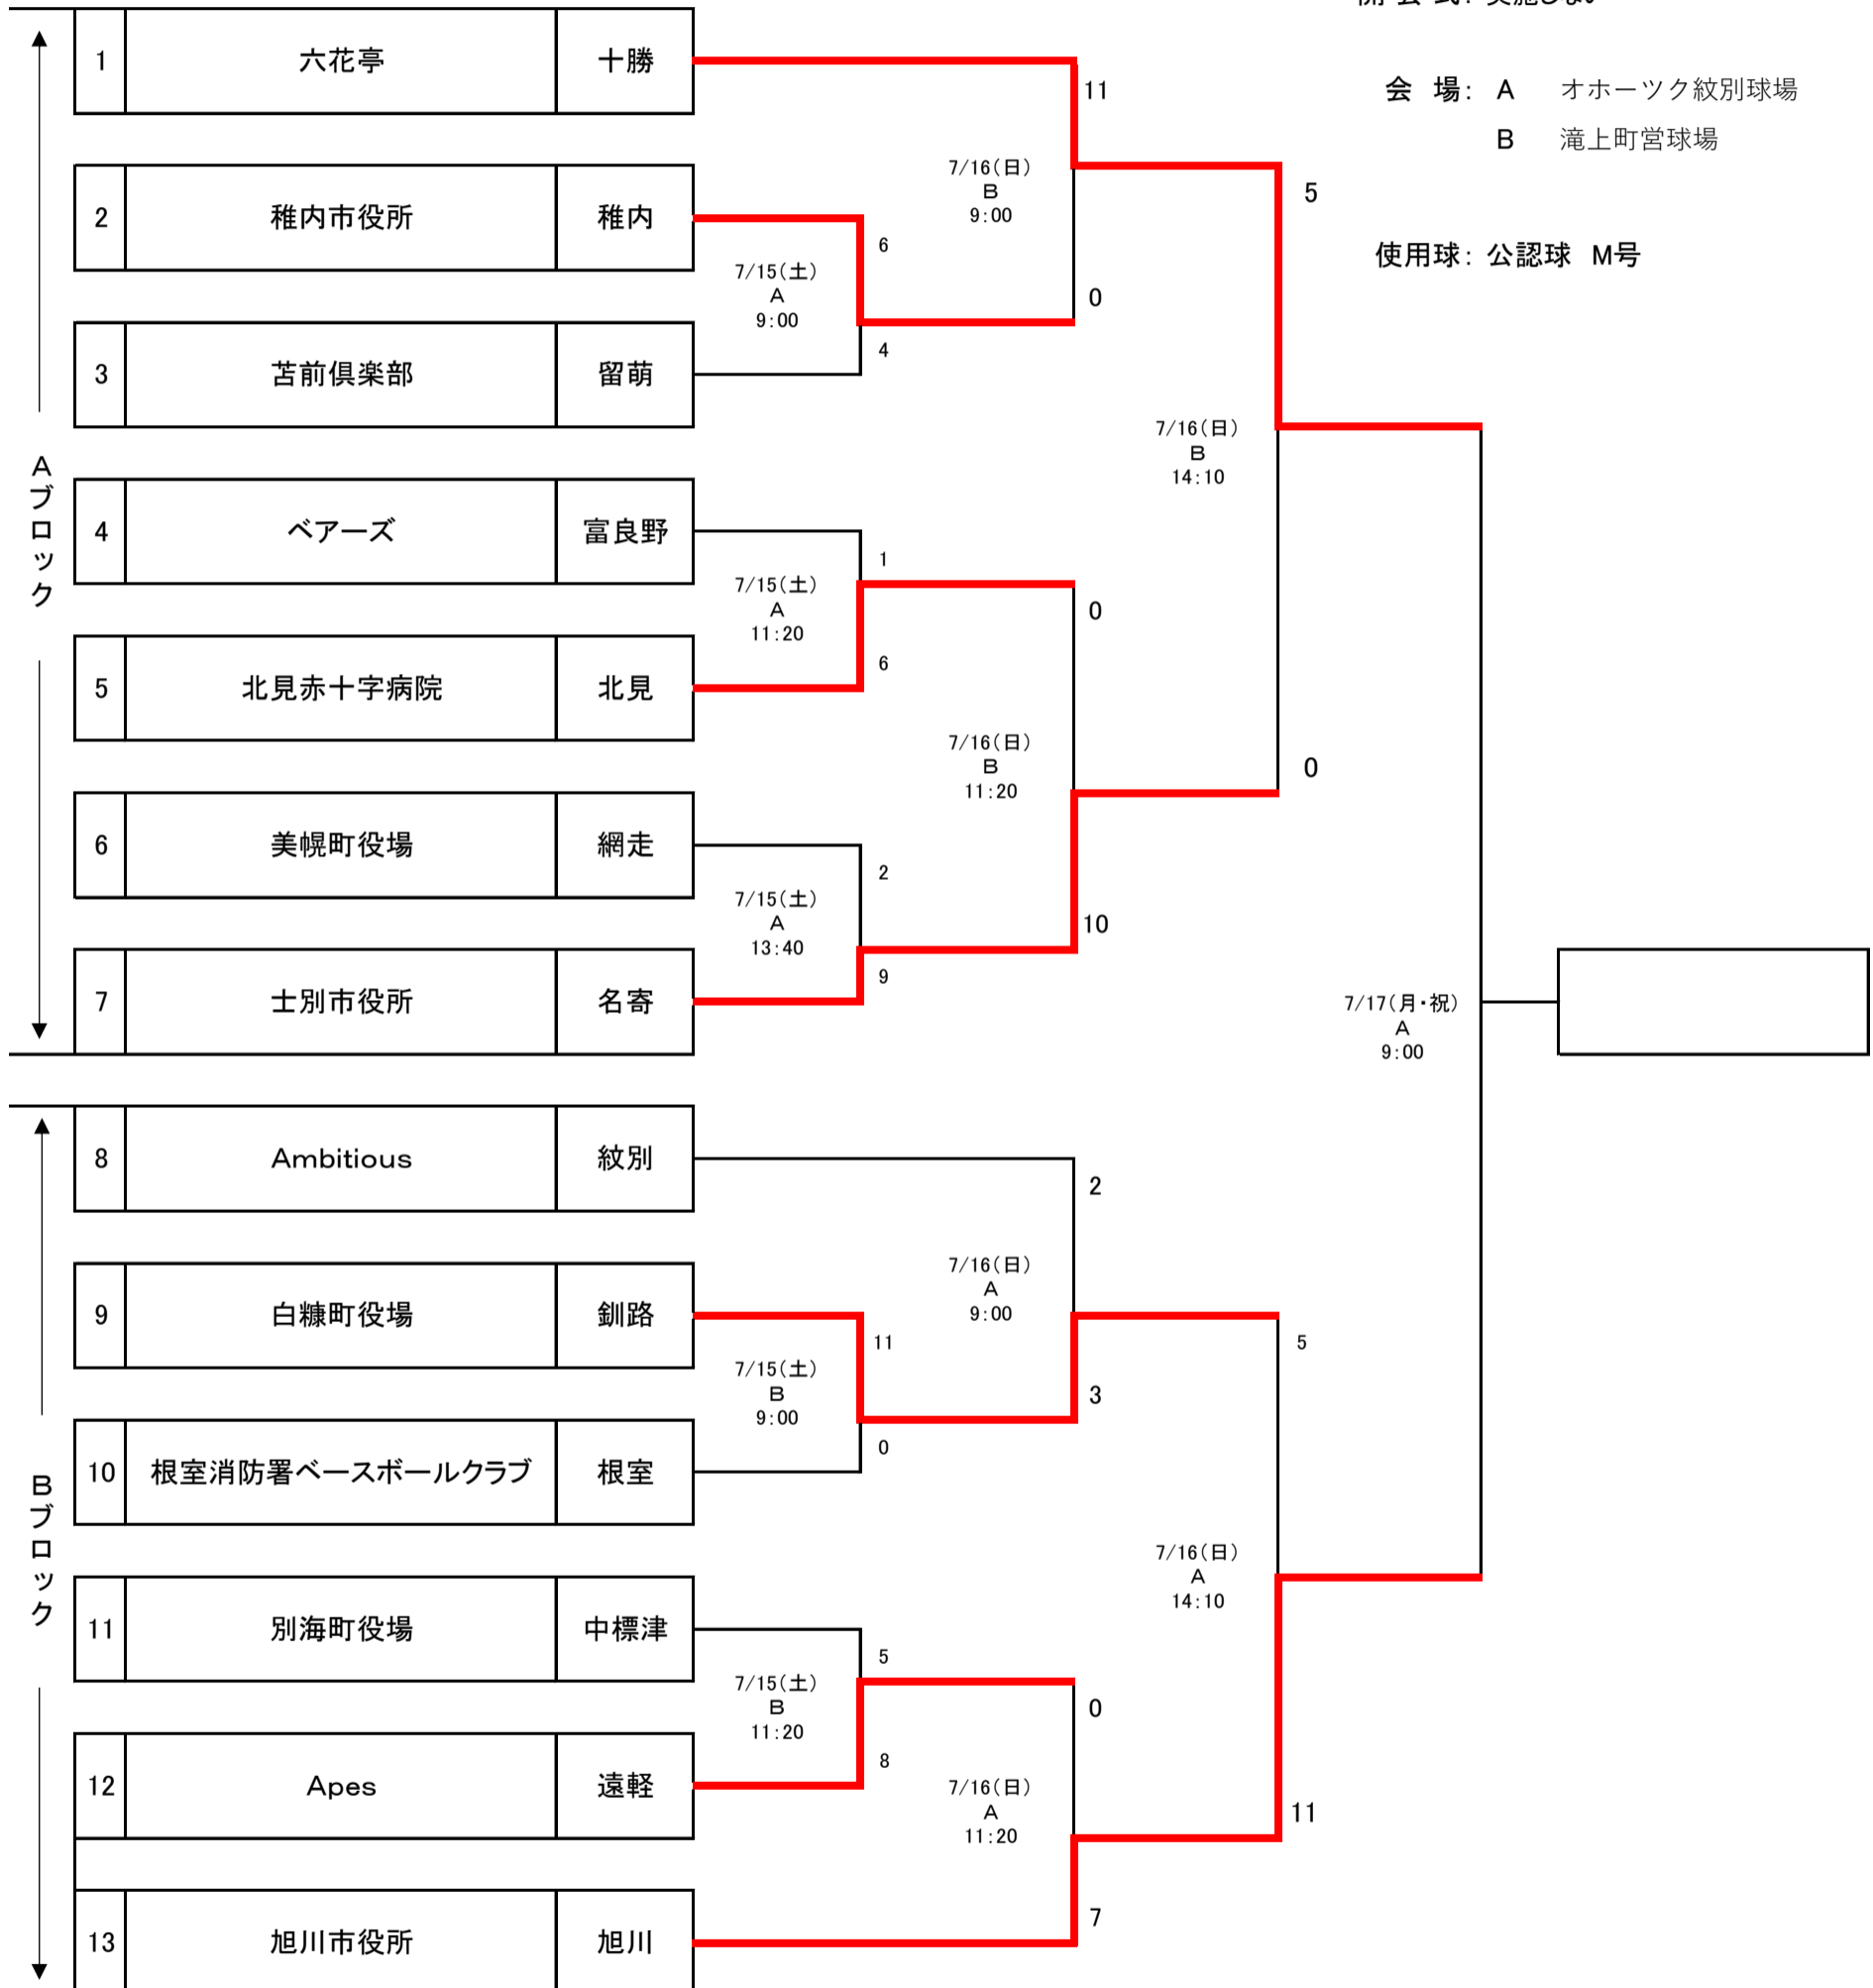 会 場: A オホーツク紋別球場
B 滝上町営球場
使用球: 公認球 M号
Aブロック
1 六花亭 十勝
2 稚内市役所 稚内
3 苫前倶楽部 留萌
4 ベアーズ 富良野
5 北見赤十字病院 北見
6 美幌町役場 網走
7 士別市役所 名寄
Bブロック
8 Ambitious 紋別
9 白糠町役場 釧路
10 根室消防署ベースボールクラブ 根室
11 別海町役場 中標津
12 Apes 遠軽
13 旭川市役所 旭川
6
7/15(土)
A
9:00
4
1
7/15(土)
A
11:20
6
2
7/15(土)
A
13:40
9
11
7/15(土)
B
9:00
0
5
7/15(土)
B
11:20
8
11
7/16(日)
B
9:00
0
0
7/16(日)
B
11:20
10
2
7/16(日)
A
9:00
3
0
7/16(日)
A
11:20
7
5
7/16(日)
B
14:10
0
5
7/16(日)
A
14:10
11
7/17(月・祝)
A
9:00